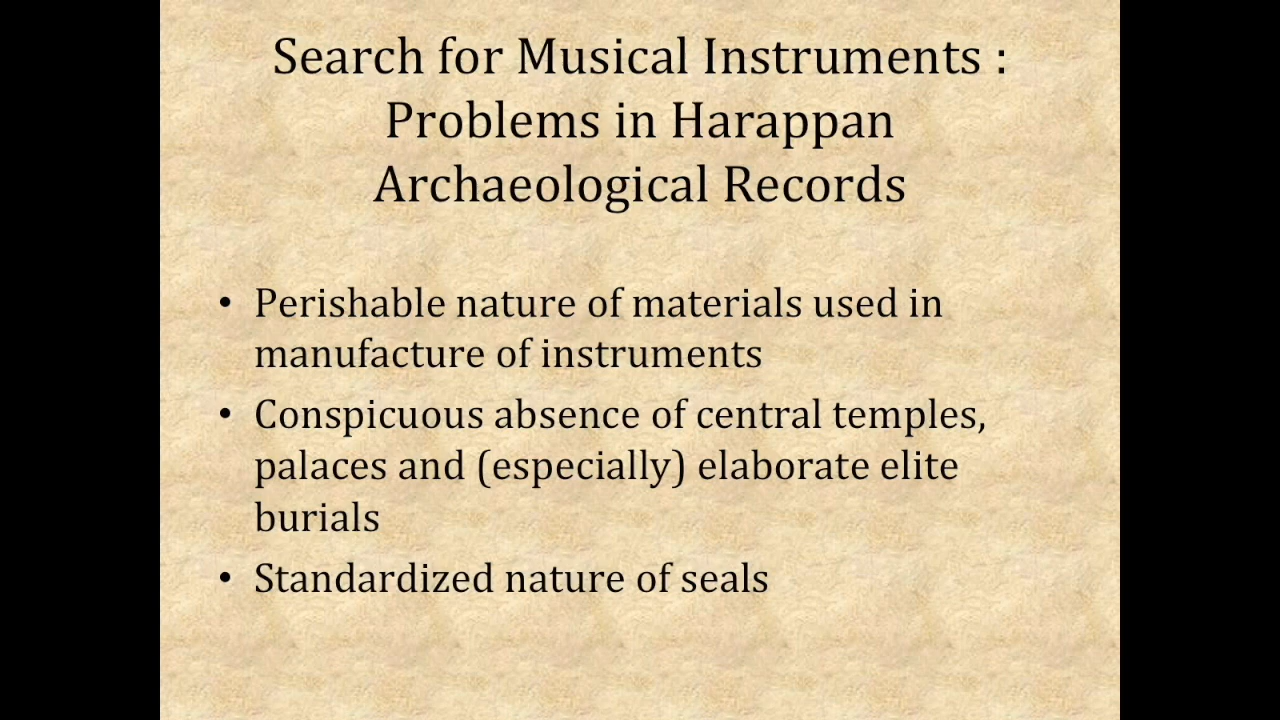 Search for Musical Instruments :
Problems in Harappan
Archaeological Records
• Perishable nature of materials used in
manufacture of instruments
• Conspicuous absence of central temples,
palaces and (especially) elaborate elite
burials
• Standardized nature of seals